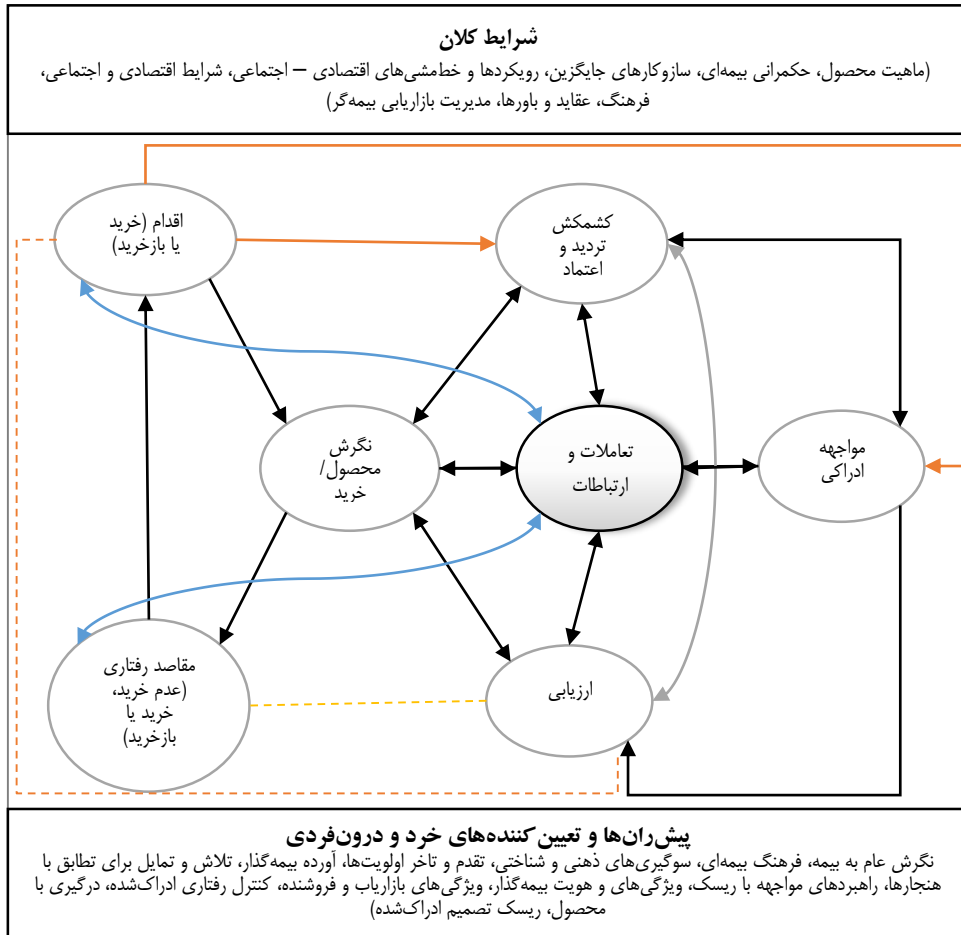 شرایط کلان
(ماهیت محصول، حکمرانی بیمه‌ای، سازوکارهای جایگزین، رویکردها و خط‌مشی‌های اقتصادی – اجتماعی، شرایط اقتصادی و اجتماعی،
فرهنگ، عقاید و باورها، مدیریت بازاریابی بیمه‌گر)
کشمکش
تردید و
اعتماد
اقدام (خرید
یا بازخرید)
مواجهه
ادراکی
تعاملات و
ارتباطات
نگرش
محصول/
خرید
ارزیابی
مقاصد رفتاری
(عدم خرید،
خرید یا
بازخرید)
پیش‌ران‌ها و تعیین‌کننده‌های خرد و درون‌فردی
نگرش عام به بیمه، فرهنگ بیمه‌ای، سوگیری‌های ذهنی و شناختی، تقدم و تاخر اولویت‌ها، آورده بیمه‌گذار، تلاش و تمایل برای تطابق با
هنجارها، راهبردهای مواجهه با ریسک، ویژگی‌های و هویت بیمه‌گذار، ویژگی‌های بازاریاب و فروشنده، کنترل رفتاری ادراک‌شده، درگیری با
محصول، ریسک تصمیم ادراک‌شده)